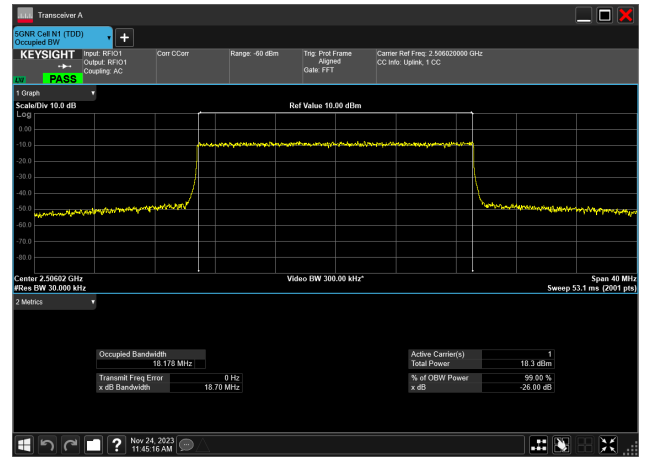 Transceiver A
5GNR Cell N1 (TDD)
Occupied BW
KEYSIGHT
LXI
PASS
Input: RFIO1
Output: RFIO1
Coupling: AC
Corr CCorr
Range: -60 dBm
Trig: Prot Frame
Aligned
Gate: FFT
Carrier Ref Freq: 2.506020000 GHz
CC Info: Uplink, 1 CC
1 Graph
Scale/Div 10.0 dB
Ref Value 10.00 dBm
Log
0.00
-10.0
-20.0
-30.0
-40.0
-50.0
-60.0
-70.0
-80.0
Center 2.50602 GHz
Video BW 300.00 kHz*
Span 40 MHz
#Res BW 30.000 kHz
Sweep 53.1 ms (2001 pts)
2 Metrics
Occupied Bandwidth
18.178 MHz
Transmit Freq Error 0 Hz
x dB Bandwidth 18.70 MHz
Active Carrier(s) 1
Total Power 18.3 dBm
% of OBW Power 99.00 %
x dB -26.00 dB
Nov 24, 2023
11:45:16 AM